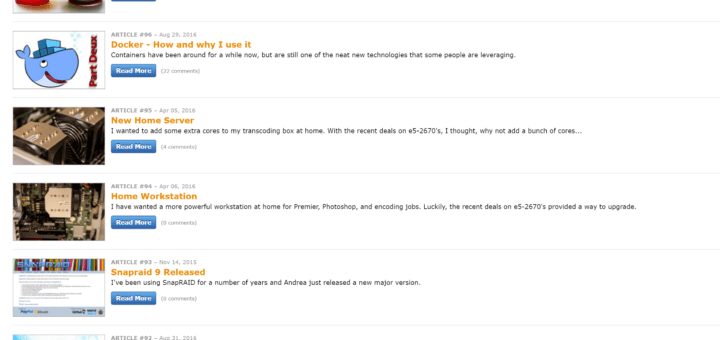 ARTICLE #96 - Aug 29, 2016
Docker - How and why I use it
Containers have been around for a while now, but are still one of the neat new technologies that some people are leveraging.
Read More (22 comments)
Part Deux
ARTICLE #95 - Apr 05, 2016
New Home Server
I wanted to add some extra cores to my transcoding box at home. With the recent deals on e5-2670's, I thought, why not add a bunch of cores...
Read More (4 comments)
ARTICLE #94 - Apr 06, 2016
Home Workstation
I have wanted a more powerful workstation at home for Premier, Photoshop, and encoding jobs. Luckily, the recent deals on e5-2670's provided a way to upgrade.
Read More (0 comments)
ARTICLE #93 - Nov 14, 2015
Snapraid 9 Released
I've been using SnapRAID for a number of years and Andrea just released a new major version.
Read More (0 comments)
SNAPRAID
ARTICLE #92 - Aug 31, 2016